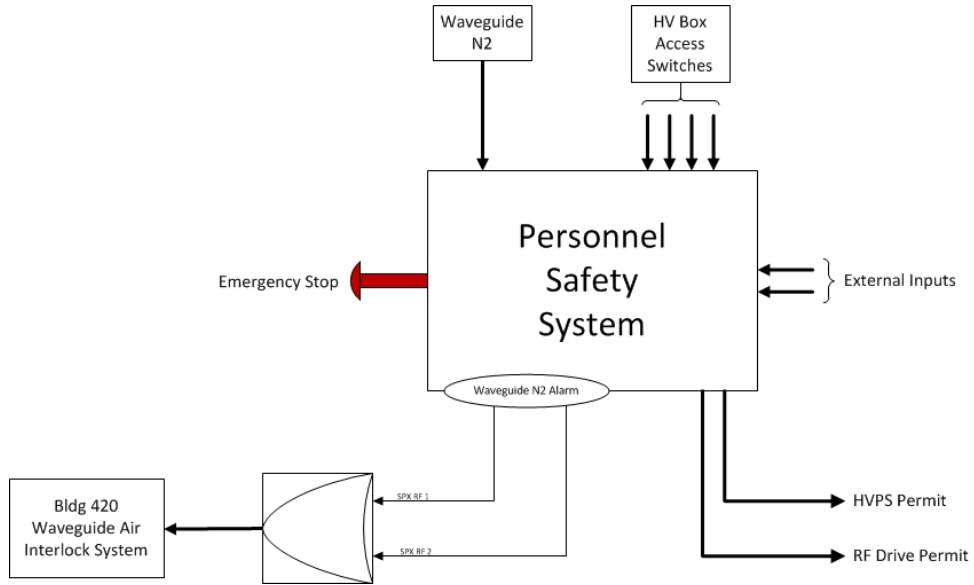 Waveguide
N2
HV Box
Access
Switches
Personnel
Safety
System
Emergency Stop
External Inputs
Waveguide N2 Alarm
SPX RF 1
SPX RF 2
Bldg 420
Waveguide Air
Interlock System
HVPS Permit
RF Drive Permit